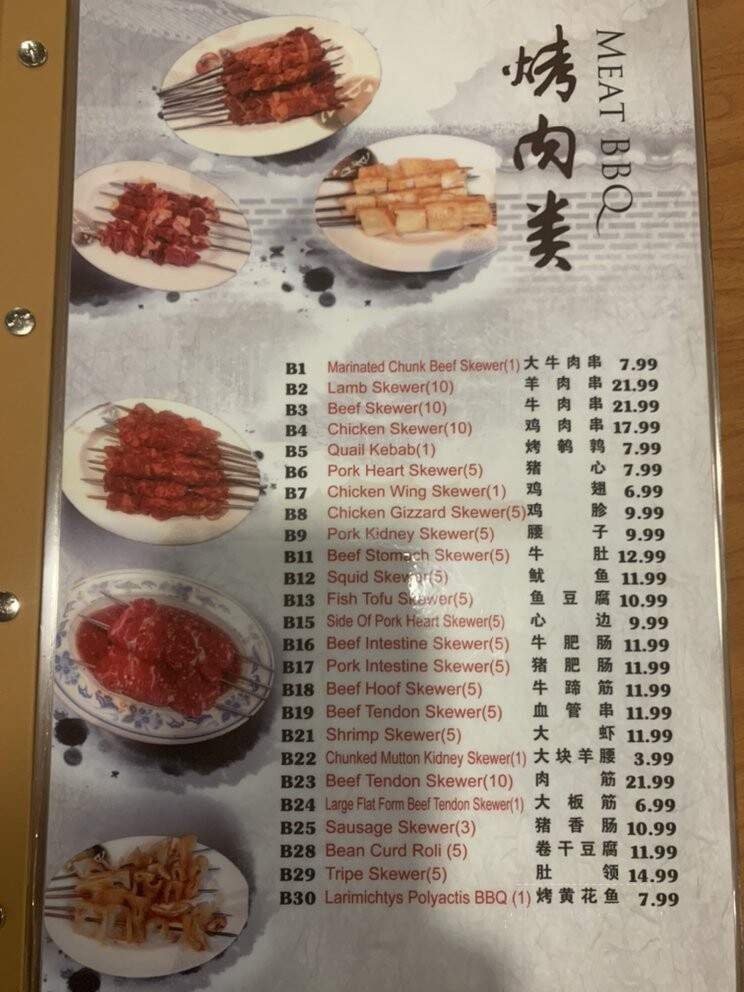 烤肉类
MEAT BBQ
B1 Marinated Chunk Beef Skewer(1) 大牛肉串 7.99
B2 Lamb Skewer(10) 羊肉串 21.99
B3 Beef Skewer(10) 牛肉串 21.99
B4 Chicken Skewer(10) 鸡肉串 17.99
B5 Quail Kebab(1) 烤鹌鹑 7.99
B6 Pork Heart Skewer(5) 猪心 7.99
B7 Chicken Wing Skewer(1) 鸡翅 6.99
B8 Chicken Gizzard Skewer(5) 鸡胗 9.99
B9 Pork Kidney Skewer(5) 腰子 9.99
B11 Beef Stomach Skewer(5) 牛肚 12.99
B12 Squid Skewer(5) 鱿鱼 11.99
B13 Fish Tofu Skewer(5) 鱼豆腐 10.99
B15 Side Of Pork Heart Skewer(5) 心边 9.99
B16 Beef Intestine Skewer(5) 牛肥肠 11.99
B17 Pork Intestine Skewer(5) 猪肥肠 11.99
B18 Beef Hoof Skewer(5) 牛蹄筋 11.99
B19 Beef Tendon Skewer(5) 血管串 11.99
B21 Shrimp Skewer(5) 大虾 11.99
B22 Chunked Mutton Kidney Skewer(1) 大块羊腰 3.99
B23 Beef Tendon Skewer(10) 肉筋 21.99
B24 Large Flat Form Beef Tendon Skewer(1) 大板筋 6.99
B25 Sausage Skewer(3) 猪香肠 10.99
B28 Bean Curd Roli (5) 卷干豆腐 11.99
B29 Tripe Skewer(5) 肚领 14.99
B30 Larimichtys Polyactis BBQ (1) 烤黄花鱼 7.99